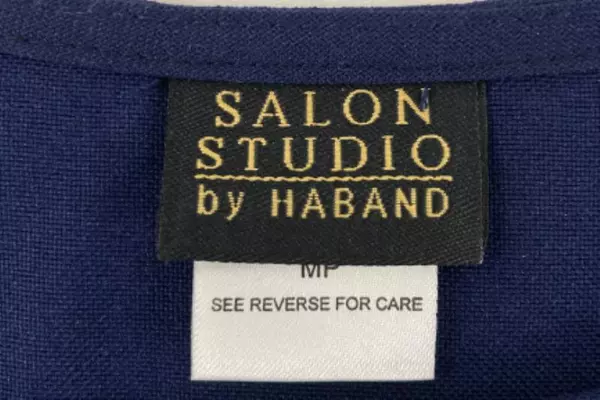 SALON
STUDIO
by HABAND
MP
SEE REVERSE FOR CARE